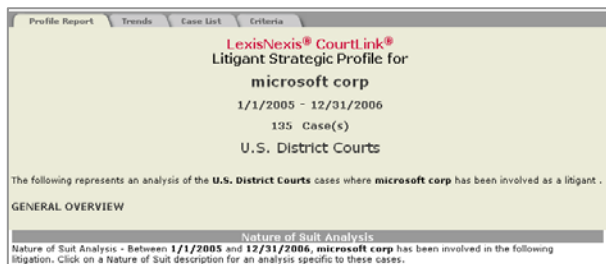 Profile Report Trends Case List Criteria
LexisNexis® CourtLink®
Litigant Strategic Profile for
microsoft corp
1/1/2005 - 12/31/2006
135 Case(s)
U.S. District Courts
The following represents an analysis of the U.S. District Courts cases where microsoft corp has been involved as a litigant .
GENERAL OVERVIEW
Nature of Suit Analysis
Nature of Suit Analysis - Between 1/1/2005 and 12/31/2006, microsoft corp has been involved in the following
litigation. Click on a Nature of Suit description for an analysis specific to these cases.